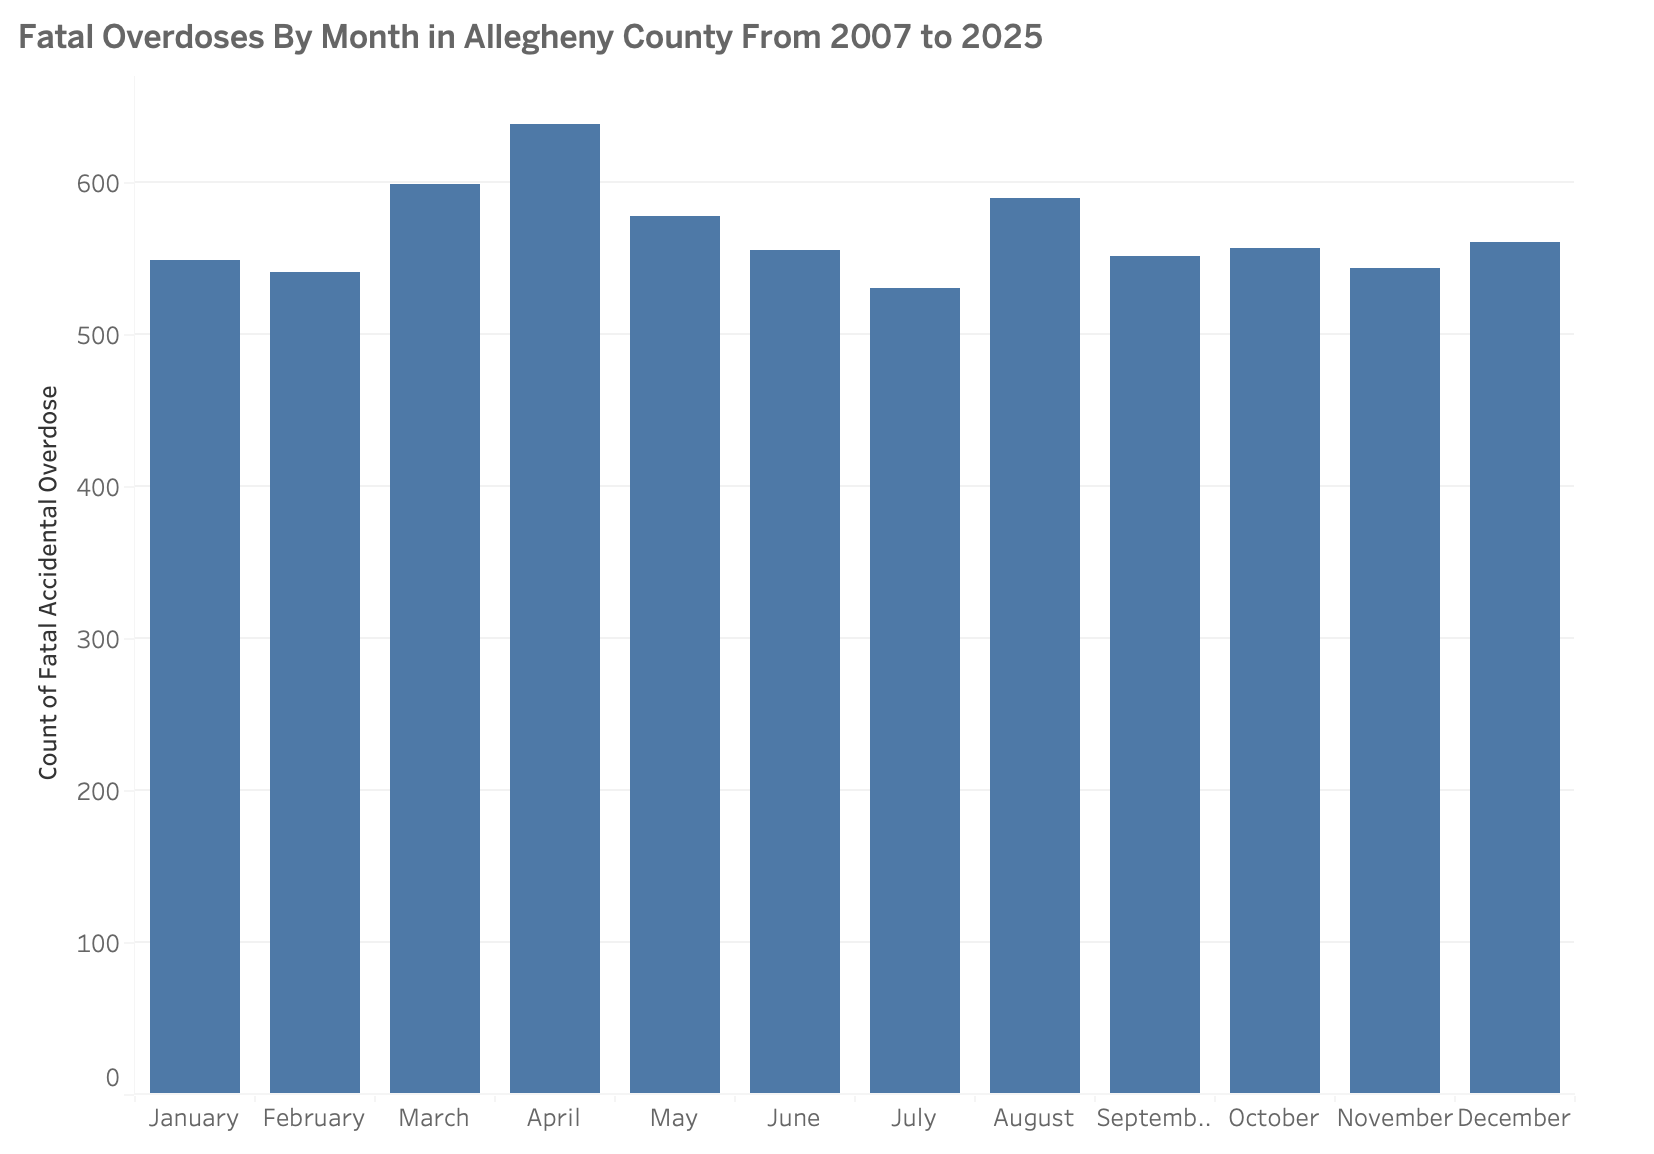 Fatal Overdoses By Month in Allegheny County From 2007 to 2025
Count of Fatal Accidental Overdose
600
500
400
300
200
100
0
January February March April May June July August Septemb.. October November December